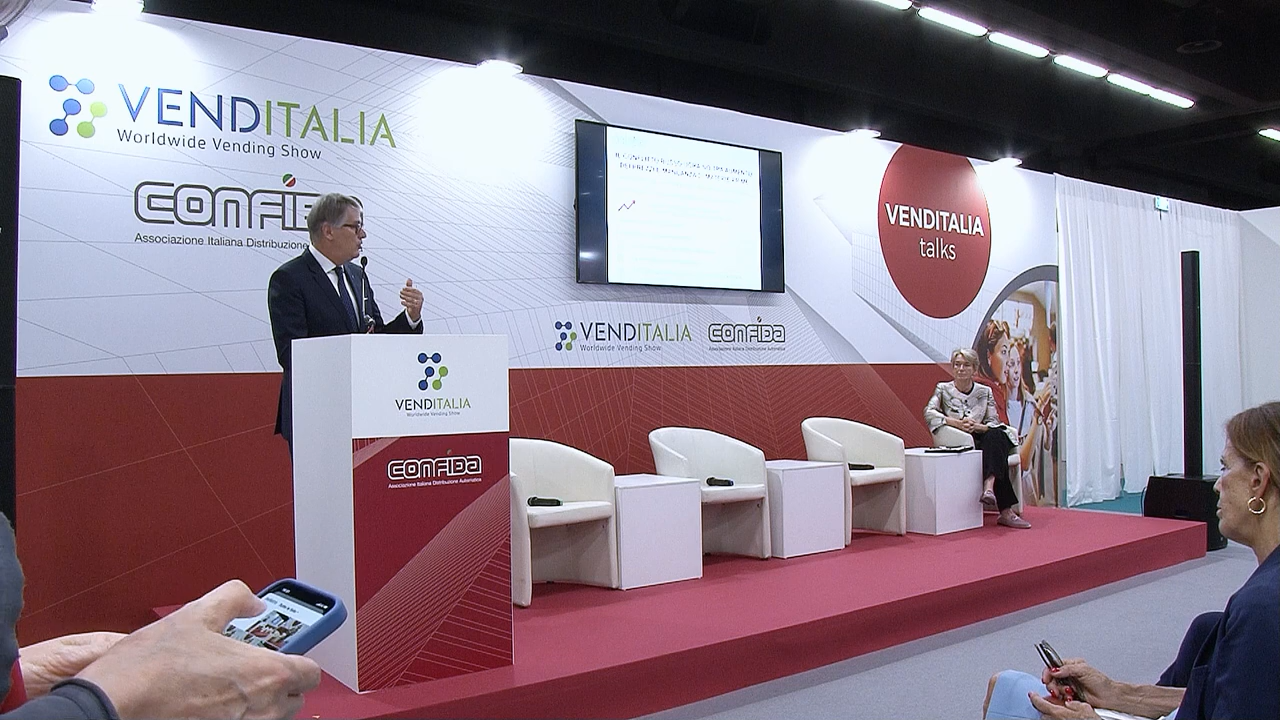 VENDITALIA
Worldwide Vending Show
Associazione Italiana Distribuzione
VENDITALIA
talks
VENDITALIA
Worldwide Vending Show
CONFIDA
Associazione Italiana Distribuzione Automatica
VENDITALIA
Worldwide Vending Show
CONFIDA
Associazione Italiana Distribuzione Automatica